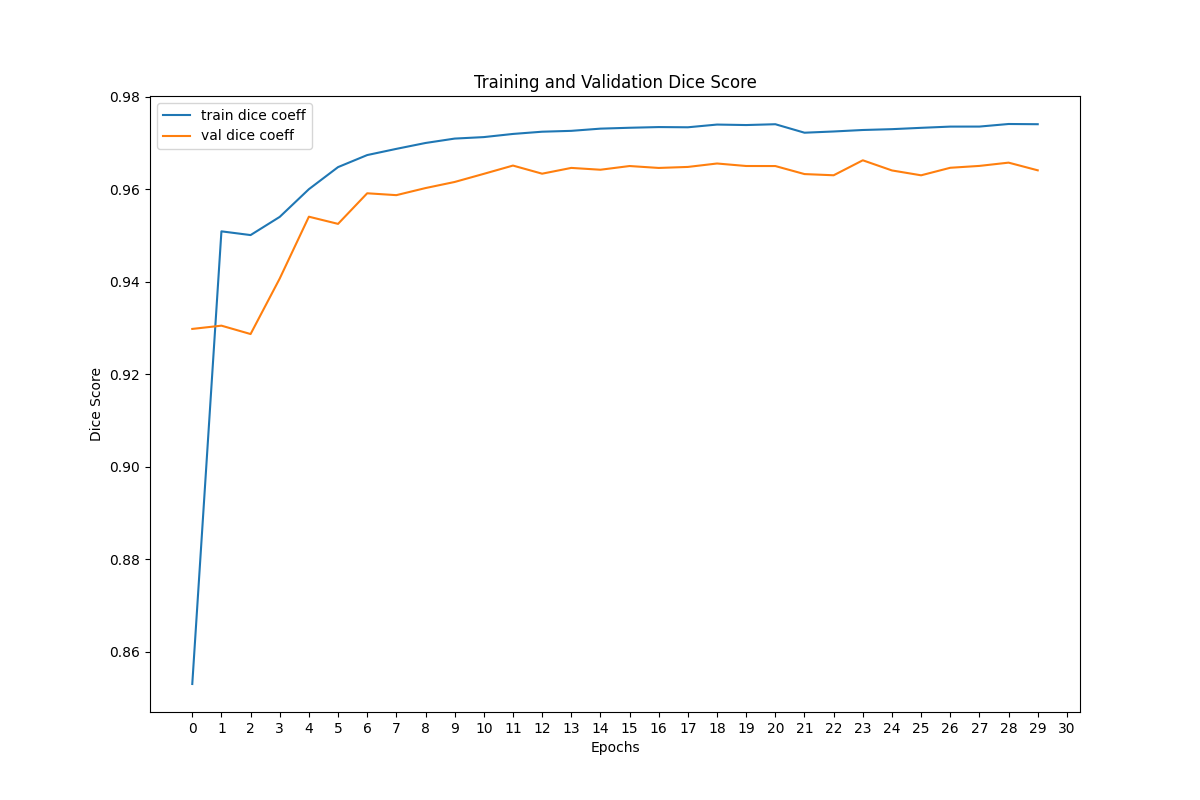 Training and Validation Dice Score
train dice coeff
val dice coeff
0.98
0.96
0.94
0.92
0.90
0.88
0.86
Dice Score
0 1 2 3 4 5 6 7 8 9 10 11 12 13 14 15 16 17 18 19 20 21 22 23 24 25 26 27 28 29 30
Epochs